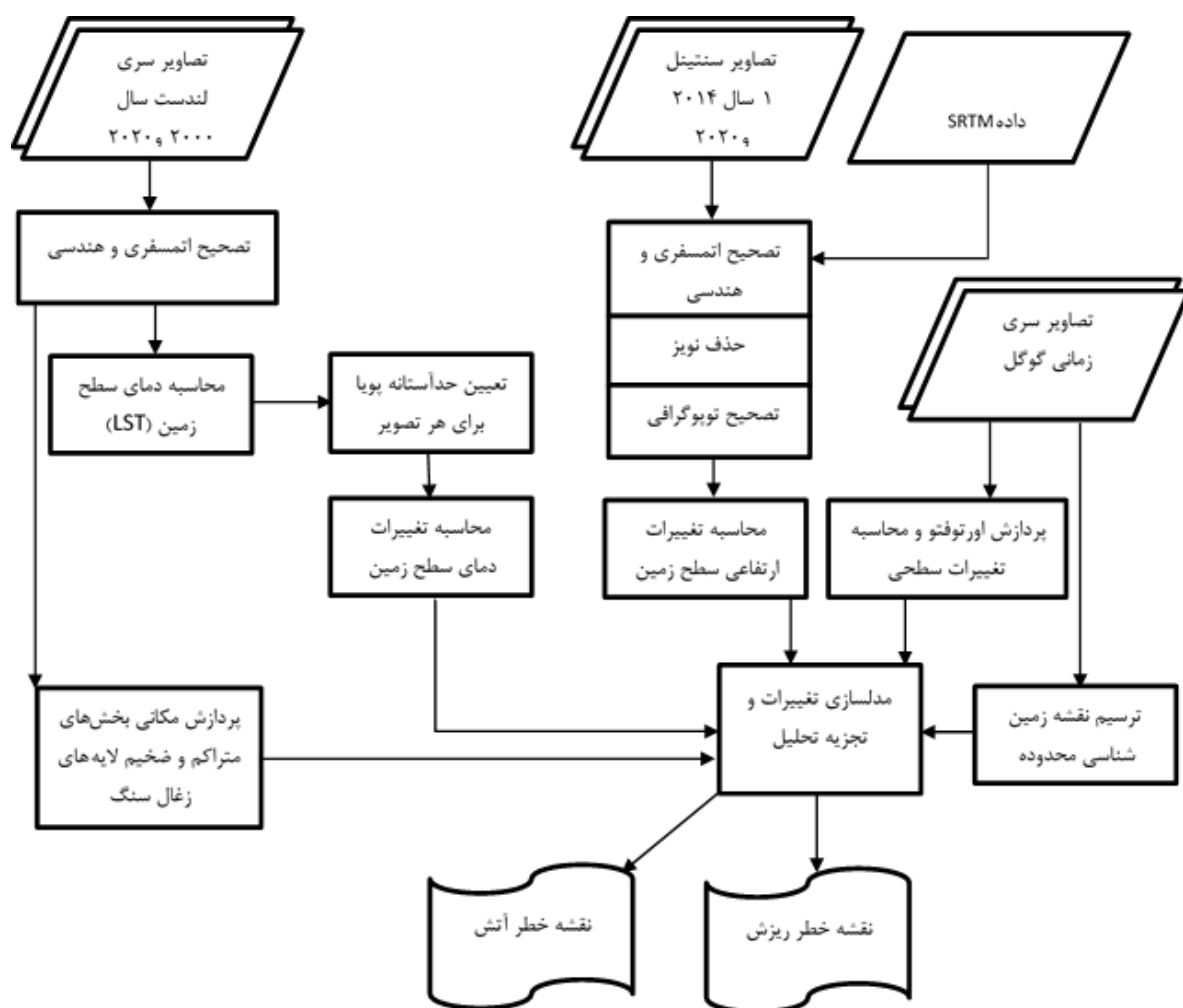 تصاویر سری
لندست سال
۲۰۰۰ و۲۰۲۰
تصاویر سنتینل
۱ سال ۲۰۱۴
و۲۰۲۰
داده SRTM
تصحیح اتمسفری و هندسی
تصحیح اتمسفری و
هندسی
حذف نویز
تصحیح توپوگرافی
تصاویر سری
زمانی گوگل
محاسبه دمای سطح
زمین (LST)
تعیین حدآستانه پویا
برای هر تصویر
محاسبه تغییرات
دمای سطح زمین
محاسبه تغییرات
ارتفاعی سطح زمین
پردازش اورتوفتو و محاسبه
تغییرات سطحی
پردازش مکانی بخش‌های
متراکم و ضخیم لایه‌های
زغال سنگ
مدلسازی تغییرات و
تجزیه تحلیل
ترسیم نقشه زمین
شناسی محدوده
نقشه خطر آتش
نقشه خطر ریزش